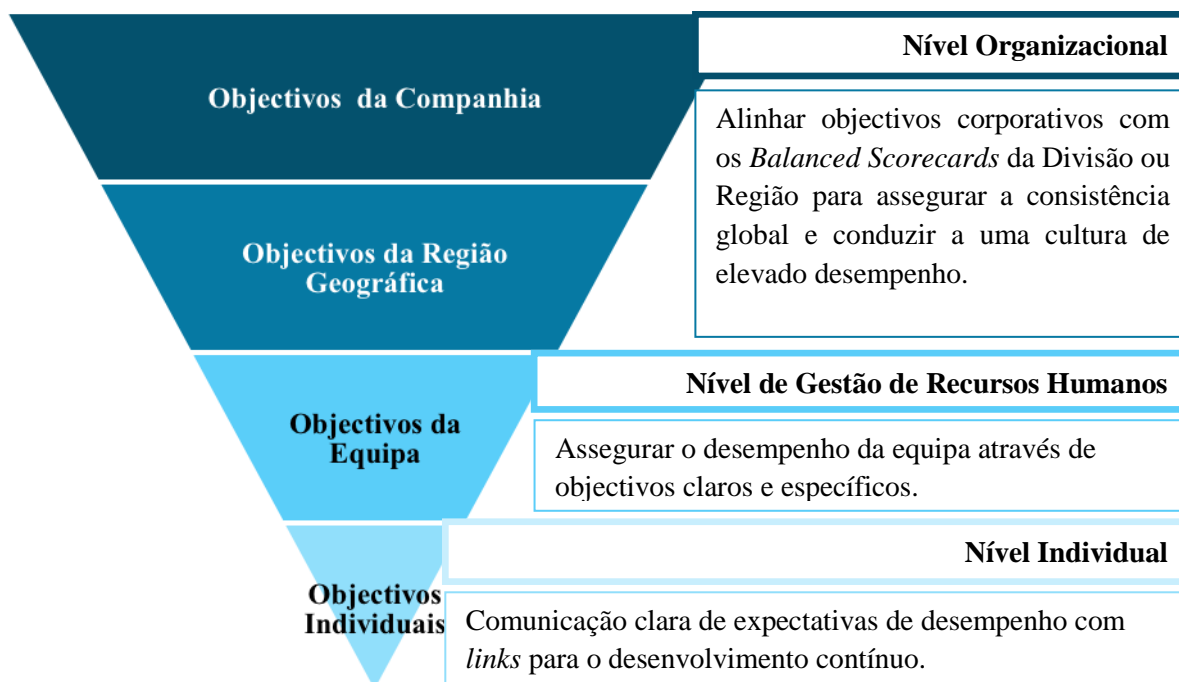 Nível Organizacional
Objectivos da Companhia
Alinhar objectivos corporativos com
os Balanced Scorecards da Divisão ou
Região para assegurar a consistência
global e conduzir a uma cultura de
elevado desempenho.
Objectivos da Região
Geográfica
Nível de Gestão de Recursos Humanos
Objectivos da
Equipa
Assegurar o desempenho da equipa através de
objectivos claros e específicos.
Nível Individual
Objectivos
Individuais
Comunicação clara de expectativas de desempenho com
links para o desenvolvimento contínuo.